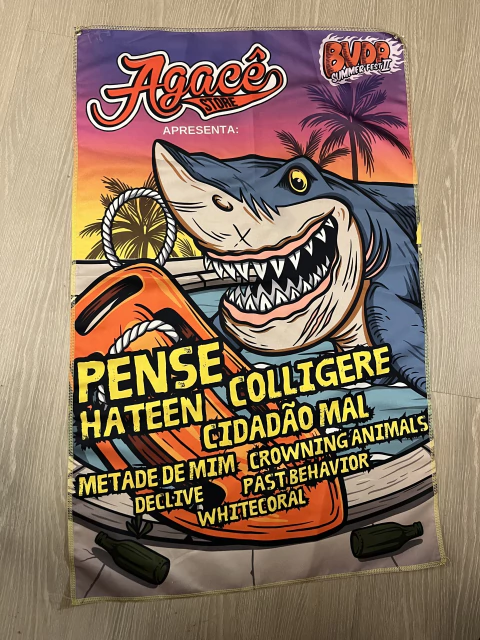 Agacê
STORE
APRESENTA:
BVDP
SUMMER FEST II
PENSE
COLLIGERE
HATEEN
CIDADÃO MAL
METADE DE MIM
CROWNING ANIMALS
DECLIVE
PAST BEHAVIOR
WHITECORAL